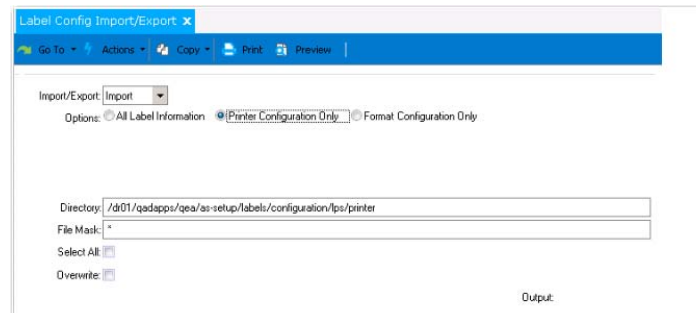 Label Config Import/Export x
Go To Actions Copy Print Preview
Import/Export: Import
Options: All Label Information Printer Configuration Only Format Configuration Only
Directory: /dr01/qadapps/qea/as-setup/labels/configuration/lps/printer
File Mask: *
Select All:
Overwrite:
Output: